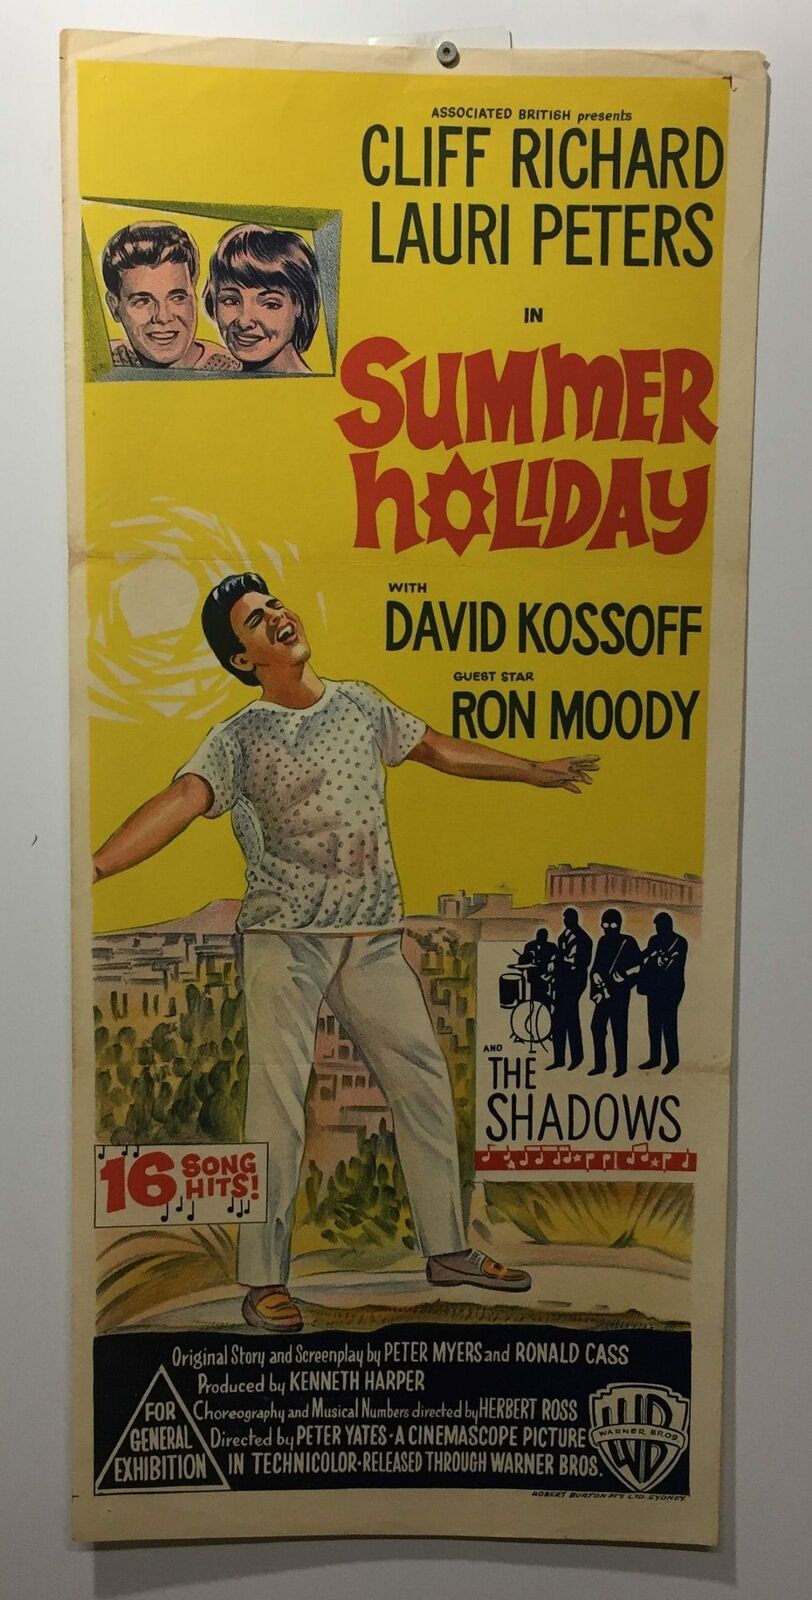 ASSOCIATED BRITISH presents
CLIFF RICHARD
LAURI PETERS
IN
SUMMER
HOLIDAY
WITH
DAVID KOSSOFF
GUEST STAR
RON MOODY
AND
THE
SHADOWS
16 SONG
HITS!
Original Story and Screenplay by PETER MYERS and RONALD CASS
Produced by KENNETH HARPER
Choreography and Musical Numbers directed by HERBERT ROSS
Directed by PETER YATES - A CINEMASCOPE PICTURE
IN TECHNICOLOR - RELEASED THROUGH WARNER BROS.
FOR
GENERAL
EXHIBITION
WB
WARNER BROS.
ROBERT BURTON PTY. LTD. SYDNEY.